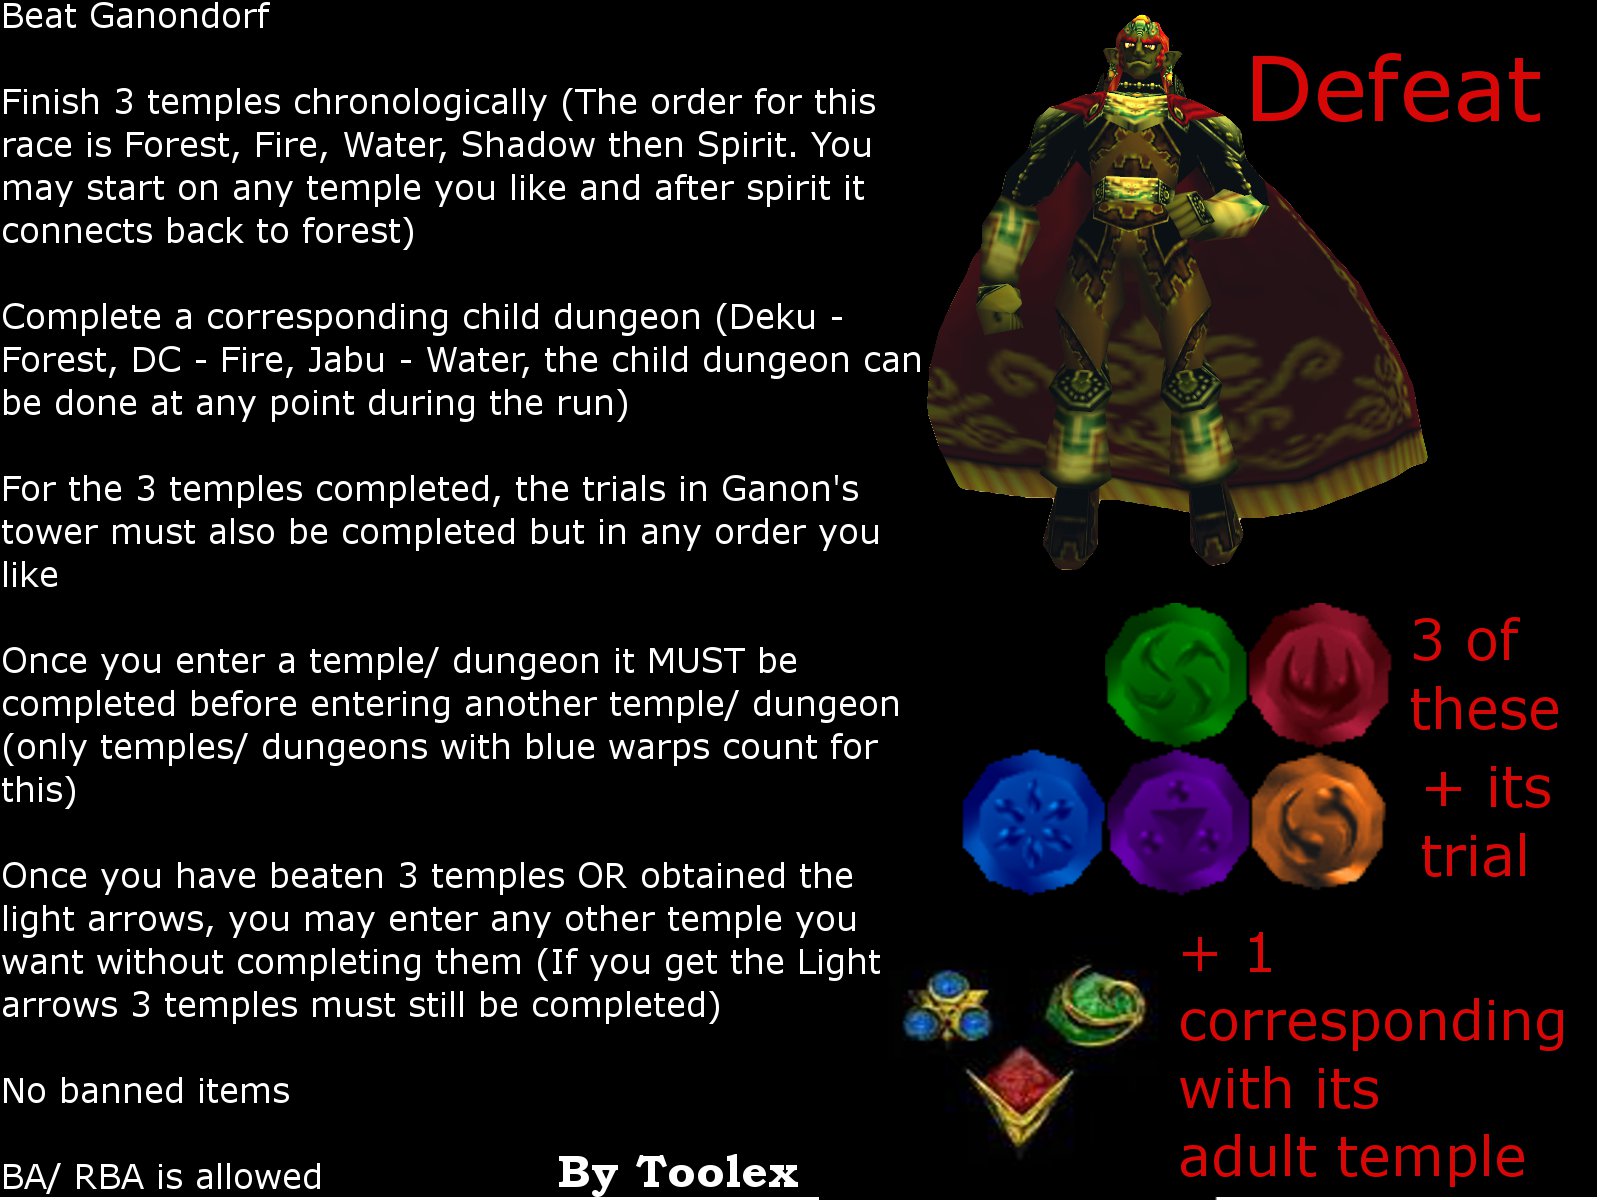 Beat Ganondorf
Finish 3 temples chronologically (The order for this
race is Forest, Fire, Water, Shadow then Spirit. You
may start on any temple you like and after spirit it
connects back to forest)
Complete a corresponding child dungeon (Deku -
Forest, DC - Fire, Jabu - Water, the child dungeon can
be done at any point during the run)
For the 3 temples completed, the trials in Ganon's
tower must also be completed but in any order you
like
Once you enter a temple/ dungeon it MUST be
completed before entering another temple/ dungeon
(only temples/ dungeons with blue warps count for
this)
Once you have beaten 3 temples OR obtained the
light arrows, you may enter any other temple you
want without completing them (If you get the Light
arrows 3 temples must still be completed)
No banned items
BA/ RBA is allowed
By Toolex
Defeat
3 of
these
+ its
trial
+ 1
corresponding
with its
adult temple